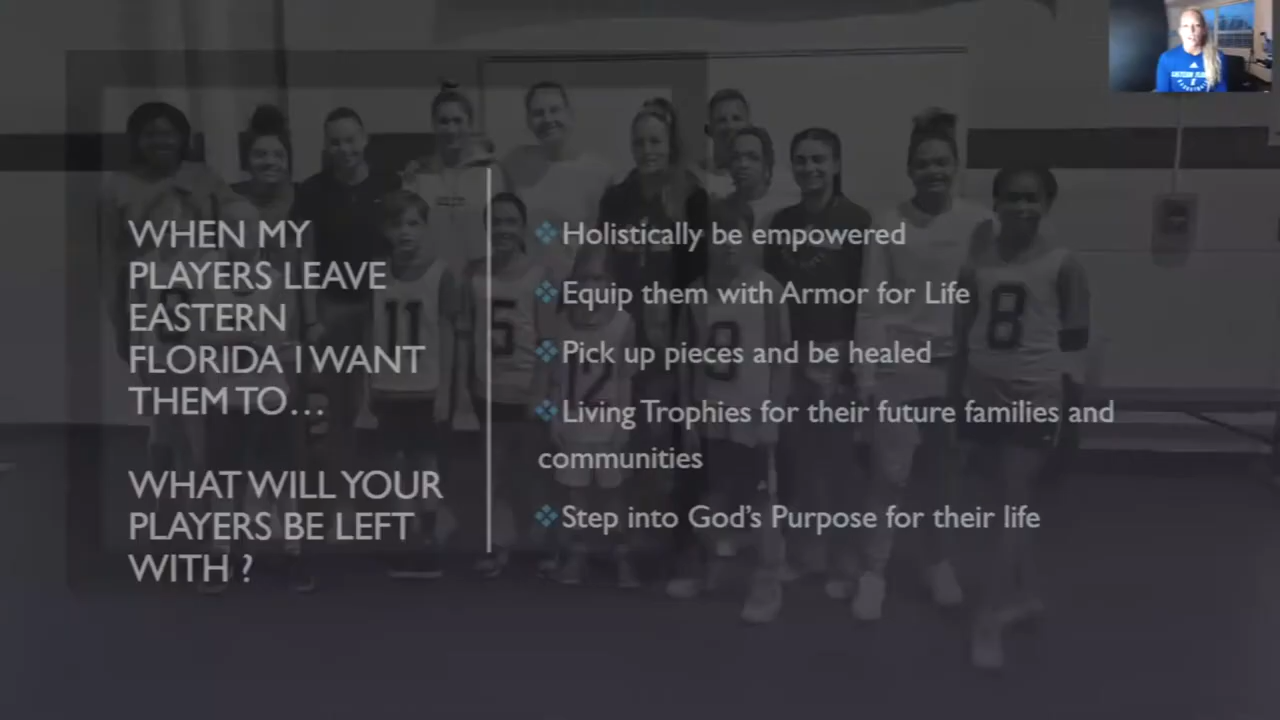 WHEN MY
PLAYERS LEAVE
EASTERN
FLORIDA I WANT
THEM TO…
WHAT WILL YOUR
PLAYERS BE LEFT
WITH ?
Holistically be empowered
Equip them with Armor for Life
Pick up pieces and be healed
Living Trophies for their future families and
communities
Step into God's Purpose for their life
11
5
12
8
8